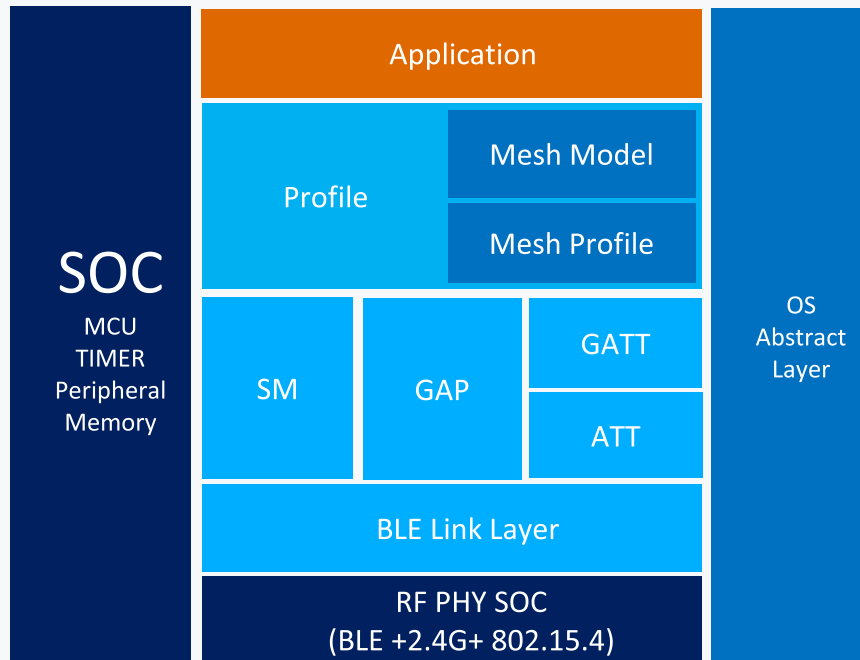 Application
Profile
Mesh Model
Mesh Profile
SOC
MCU
TIMER
Peripheral
Memory
SM
GAP
GATT
ATT
OS
Abstract
Layer
BLE Link Layer
RF PHY SOC
(BLE +2.4G+ 802.15.4)